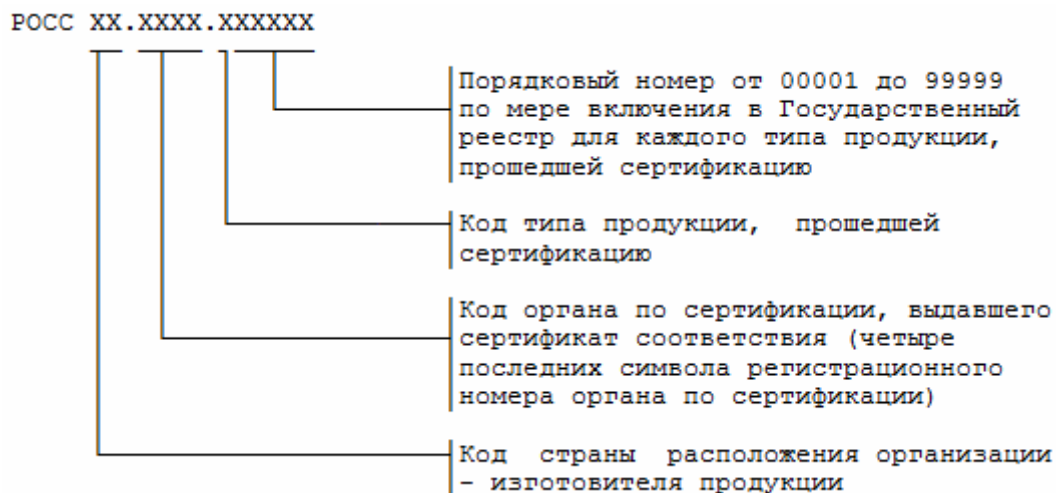 РОСС XX.XXXX.XXXXXX
Порядковый номер от 00001 до 99999
по мере включения в Государственный
реестр для каждого типа продукции,
прошедшей сертификацию
Код типа продукции, прошедшей
сертификацию
Код органа по сертификации, выдавшего
сертификат соответствия (четыре
последних символа регистрационного
номера органа по сертификации)
Код страны расположения организации
- изготовителя продукции